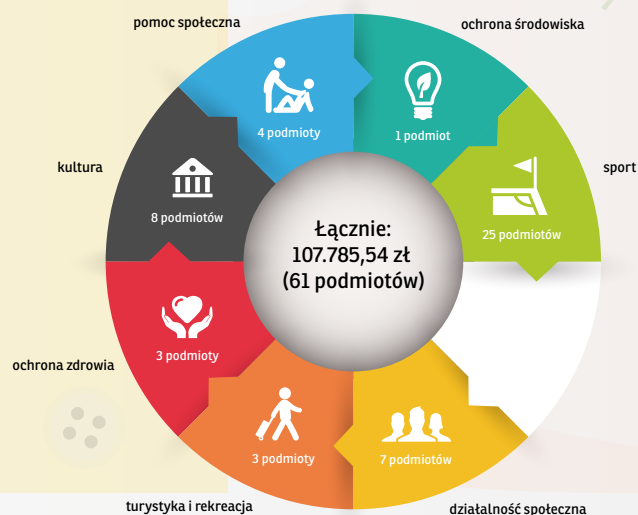 pomoc społeczna
ochrona środowiska
4 podmioty
1 podmiot
kultura
sport
8 podmiotów
25 podmiotów
Łącznie:
107.785,54 zł
(61 podmiotów)
3 podmioty
ochrona zdrowia
3 podmioty
7 podmiotów
turystyka i rekreacja
działalność społeczna